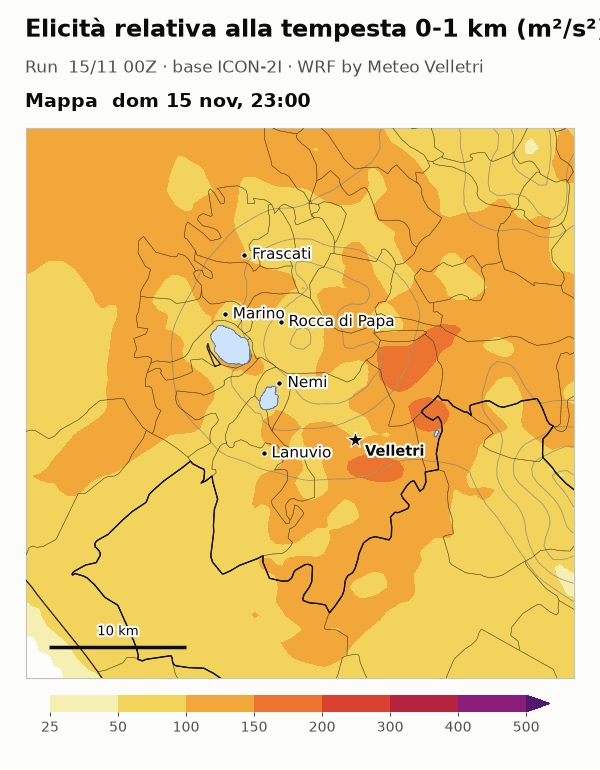 Elicità relativa alla tempesta 0-1 km (m²/s²)
Run  15/11 00Z · base ICON-2I · WRF by Meteo Velletri
Mappa  dom 15 nov, 23:00
Frascati
Marino
Rocca di Papa
Nemi
Velletri
Lanuvio
10 km
25 50 100 150 200 300 400 500